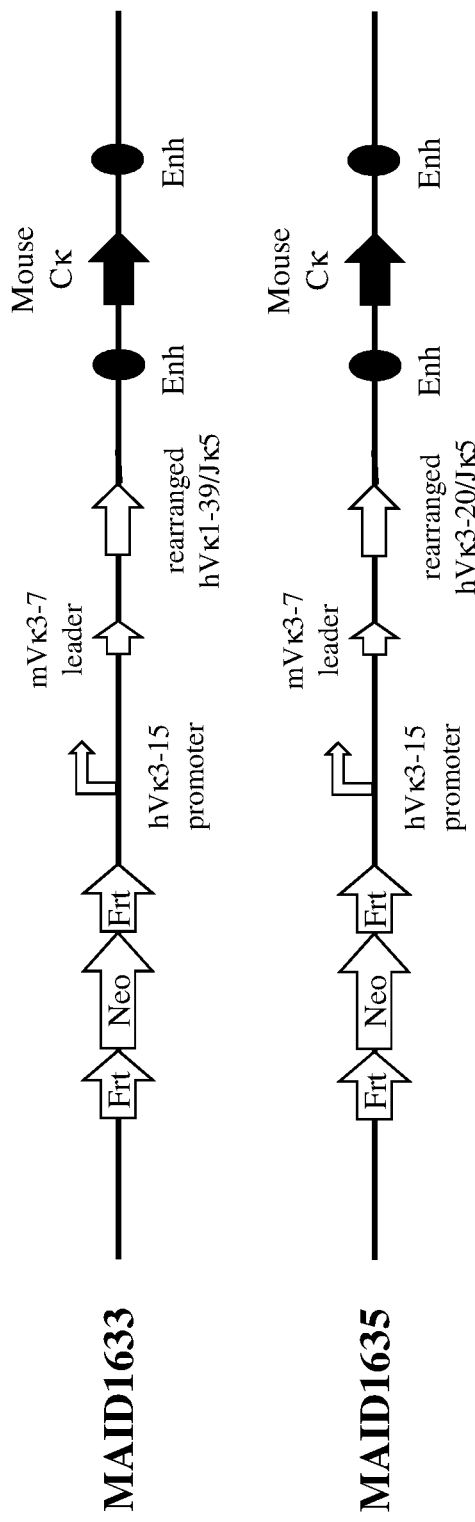 MAID1633
Frt
Neo
Frt
hVκ3-15
promoter
mVκ3-7
leader
rearranged
hVκ1-39/Jκ5
Enh
Mouse
Cκ
Enh
MAID1635
Frt
Neo
Frt
hVκ3-15
promoter
mVκ3-7
leader
rearranged
hVκ3-20/Jκ5
Enh
Mouse
Cκ
Enh